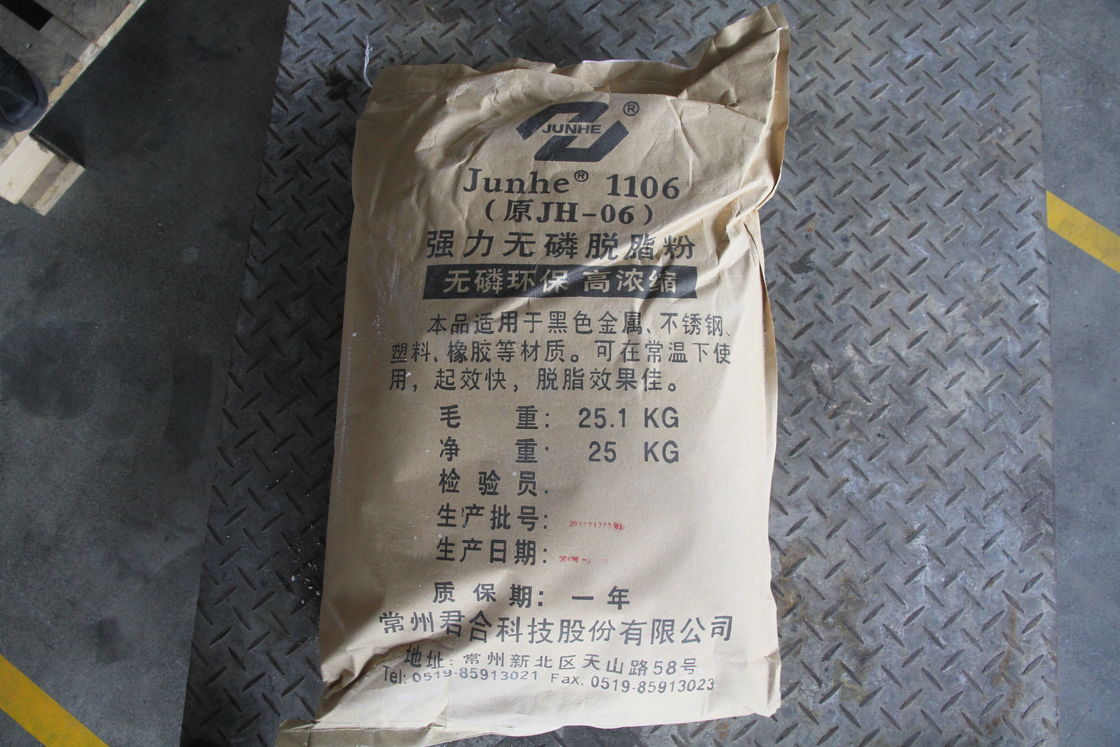 JUNHE ®
Junhe® 1106
（原JH-06）
强力无磷脱脂粉
无磷环保 高浓缩
本品适用于黑色金属、不锈钢、
塑料、橡胶等材质。可在常温下使
用，起效快，脱脂效果佳。
毛 重：25.1 KG
净 重：25 KG
检验员：
生产批号：
生产日期：
质保期：一年
常州君合科技股份有限公司
地址：常州新北区天山路58号
Tel: 0519-85913021 Fax. 0519-85913023